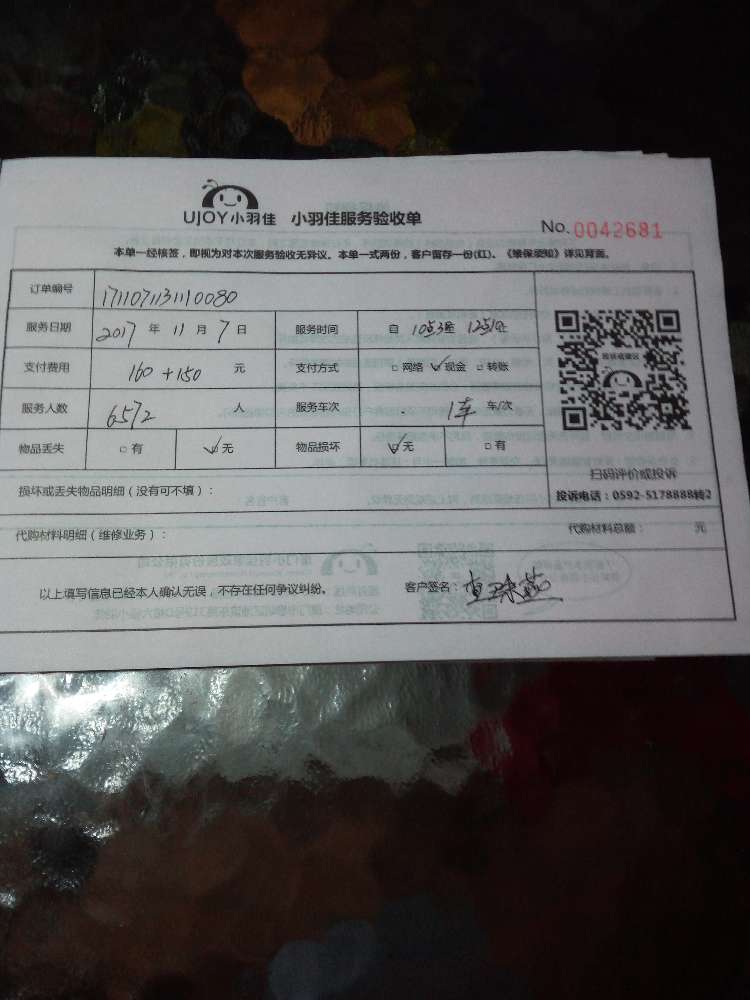 UJOY小羽佳 小羽佳服务验收单
No.0042681
本单一经核签，即视为对本次服务验收无异议。本单一式两份，客户留存一份(红)。《维保须知》详见背面。
订单编号 1711071131110080
服务日期 2017 年 11 月 7 日 服务时间 自
支付费用 160+150 元 支付方式 网络 现金 转账
服务人数 6572 人 服务车次 1车 车/次
物品丢失 有 无 物品损坏 无 有
扫码评价或投诉
损坏或丢失物品明细（没有可不填）：
投诉电话：0592-5178888转2
代购材料明细（维修业务）： 代购材料总额： 元
以上填写信息已经本人确认无误，不存在任何争议纠纷。 客户签名：